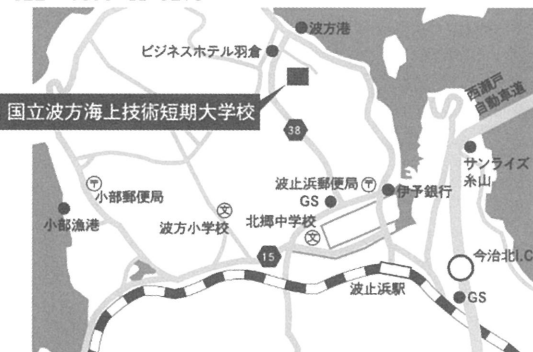 波方港
ビジネスホテル羽倉
国立波方海上技術短期大学校
西瀬戸
自動車道
38
サンライズ
糸山
小部郵便局
波止浜郵便局
GS
伊予銀行
小部漁港
波方小学校
文
北郷中学校
文
15
今治北I.C
波止浜駅
GS